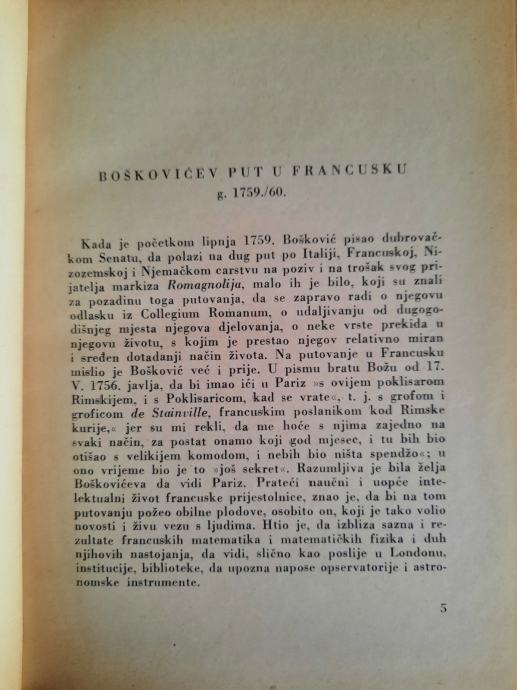 BOŠKOVIĆEV PUT U FRANCUSKU
g. 1759./60.
Kada je početkom lipnja 1759. Bošković pisao dubrovač-
kom Senatu, da polazi na dug put po Italiji, Francuskoj, Ni-
zozemskoj i Njemačkom carstvu na poziv i na trošak svog pri-
jatelja markiza Romagnolija, malo ih je bilo, koji su znali
za pozadinu toga putovanja, da se zapravo radi o njegovu
odlasku iz Collegium Romanum, o udaljivanju od dugogo-
dišnjeg mjesta njegova djelovanja, o neke vrste prekida u
njegovu životu, s kojim je prestao njegov relativno miran
i sređen dotadanji način života. Na putovanje u Francusku
mislio je Bošković već i prije. U pismu bratu Božu od 17.
V. 1756. javlja, da bi imao ići u Pariz »s ovijem poklisarom
Rimskijem, i s Poklisaricom, kad se vrate«, t. j. s grofom i
groficom de Stainville, francuskim poslanikom kod Rimske
kurije,« jer su mi rekli, da me hoće s njima zajedno na
svaki način, za postat onamo koji god mjesec, i tu bih bio
otišao s velikijem komodom, i nebih bio ništa spendžo«; u
ono vrijeme bio je to »još sekret«. Razumljiva je bila želja
Boškovićeva da vidi Pariz. Prateći naučni i uopće inte-
lektualni život francuske prijestolnice, znao je, da bi na tom
putovanju požeo obilne plodove, osobito on, koji je tako volio
novosti i živu vezu s ljudima. Htio je, da izbliza sazna i re-
zultate francuskih matematika i matematičkih fizika i duh
njihovih nastojanja, da vidi, slično kao poslije u Londonu,
institucije, biblioteke, da upozna napose opservatorije i astro-
nomske instrumente.
5